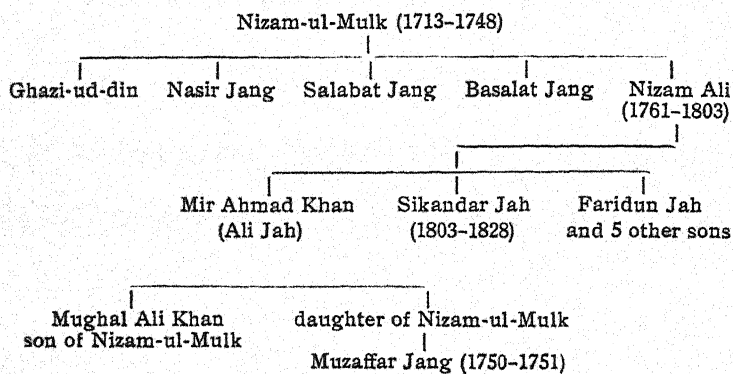 Nizam-ul-Mulk (1713-1748)
Ghazi-ud-din Nasir Jang Salabat Jang Basalat Jang Nizam Ali
(1761-1803)
Mir Ahmad Khan Sikandar Jah Faridun Jah
(Ali Jah) (1803-1828) and 5 other sons
Mughal Ali Khan daughter of Nizam-ul-Mulk
son of Nizam-ul-Mulk
Muzaffar Jang (1750-1751)